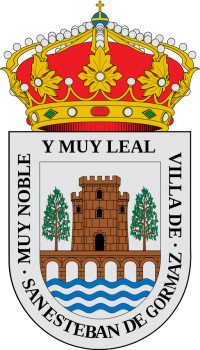 · MUY NOBLE
Y MUY LEAL
VILLA DE ·
SAN ESTEBAN DE GORMAZ